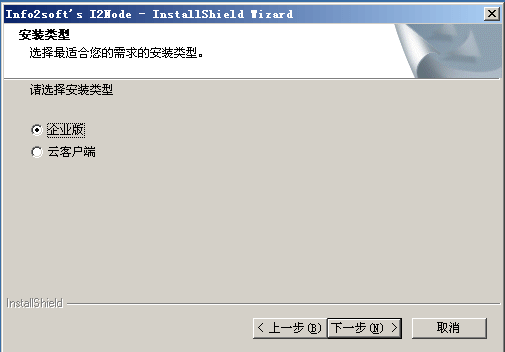 Info2soft's I2Node - InstallShield Wizard
安装类型
选择最适合您的需求的安装类型。
请选择安装类型
企业版
云客户端
InstallShield
< 上一步(B) 下一步(N) > 取消